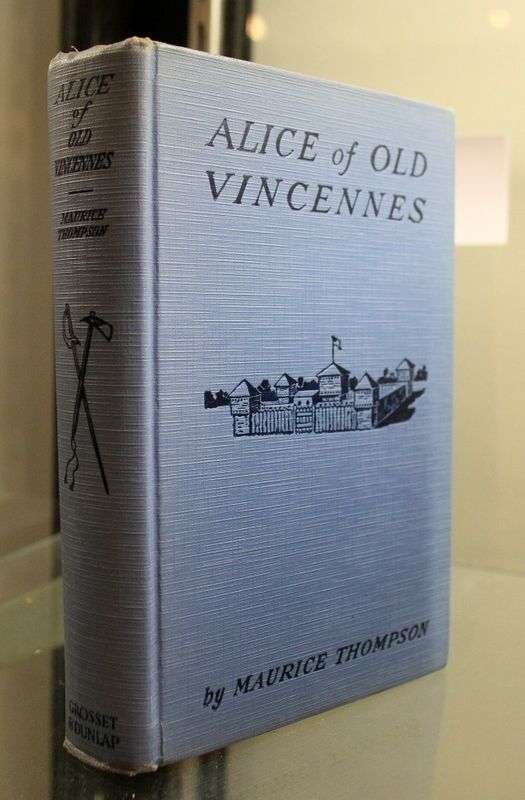 ALICE
of
OLD
VINCENNES
MAURICE
THOMPSON
GROSSET
& DUNLAP
ALICE of OLD
VINCENNES
by MAURICE THOMPSON